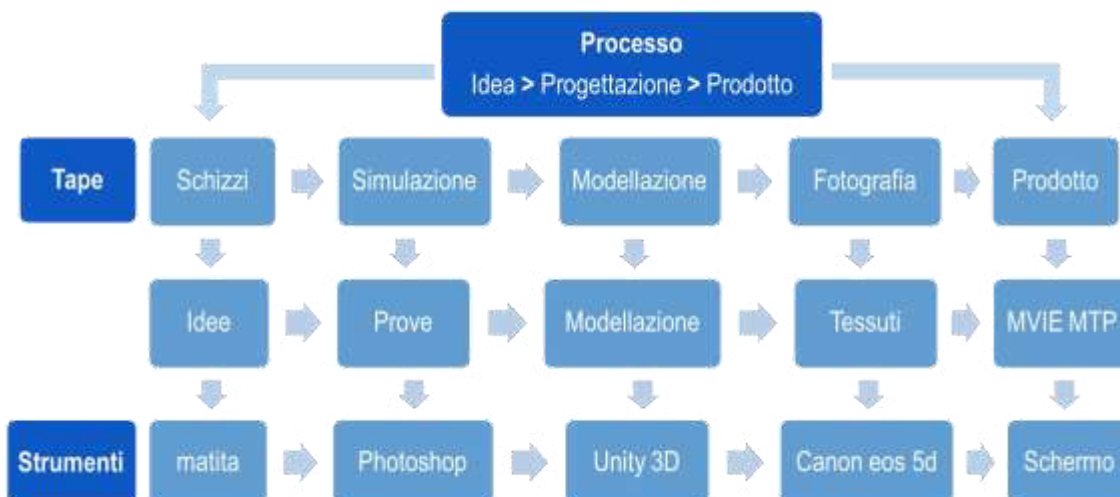 Processo
Idea > Progettazione > Prodotto
Tape Schizzi Simulazione Modellazione Fotografia Prodotto
Idee Prove Modellazione Tessuti MVIE MTP
Strumenti matita Photoshop Unity 3D Canon eos 5d Schermo